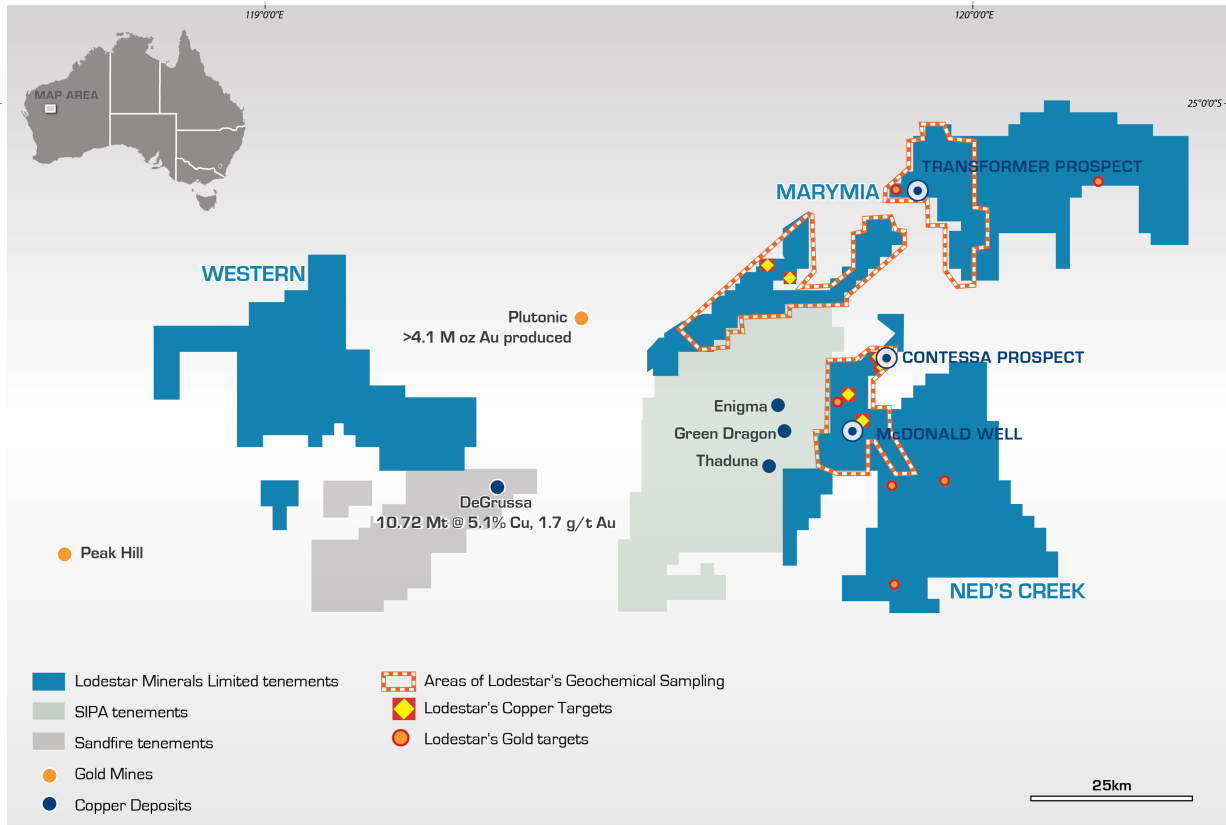 119°0'0"E
120°0'0"E
MAP AREA
25°0'0"S
TRANSFORMER PROSPECT
MARYMIA
WESTERN
Plutonic
>4.1 M oz Au produced
CONTESSA PROSPECT
Enigma
Green Dragon
McDONALD WELL
Thaduna
DeGrussa
10.72 Mt @ 5.1% Cu, 1.7 g/t Au
Peak Hill
NED'S CREEK
Lodestar Minerals Limited tenements
SIPA tenements
Sandfire tenements
Gold Mines
Copper Deposits
Areas of Lodestar's Geochemical Sampling
Lodestar's Copper Targets
Lodestar's Gold targets
25km